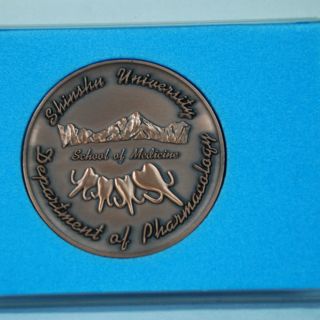 Shinshu University
School of Medicine
Department of Pharmacology